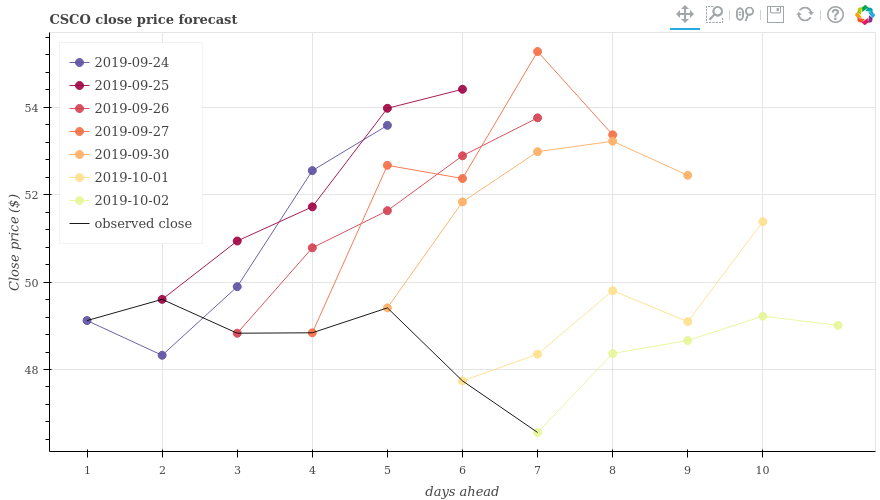 CSCO close price forecast
2019-09-24
2019-09-25
2019-09-26
2019-09-27
2019-09-30
2019-10-01
2019-10-02
observed close
Close price ($)
54
52
50
48
1 2 3 4 5 6 7 8 9 10
days ahead